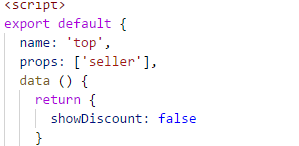 <script>
export default {
name: 'top',
props: ['seller'],
data () {
return {
showDiscount: false
}